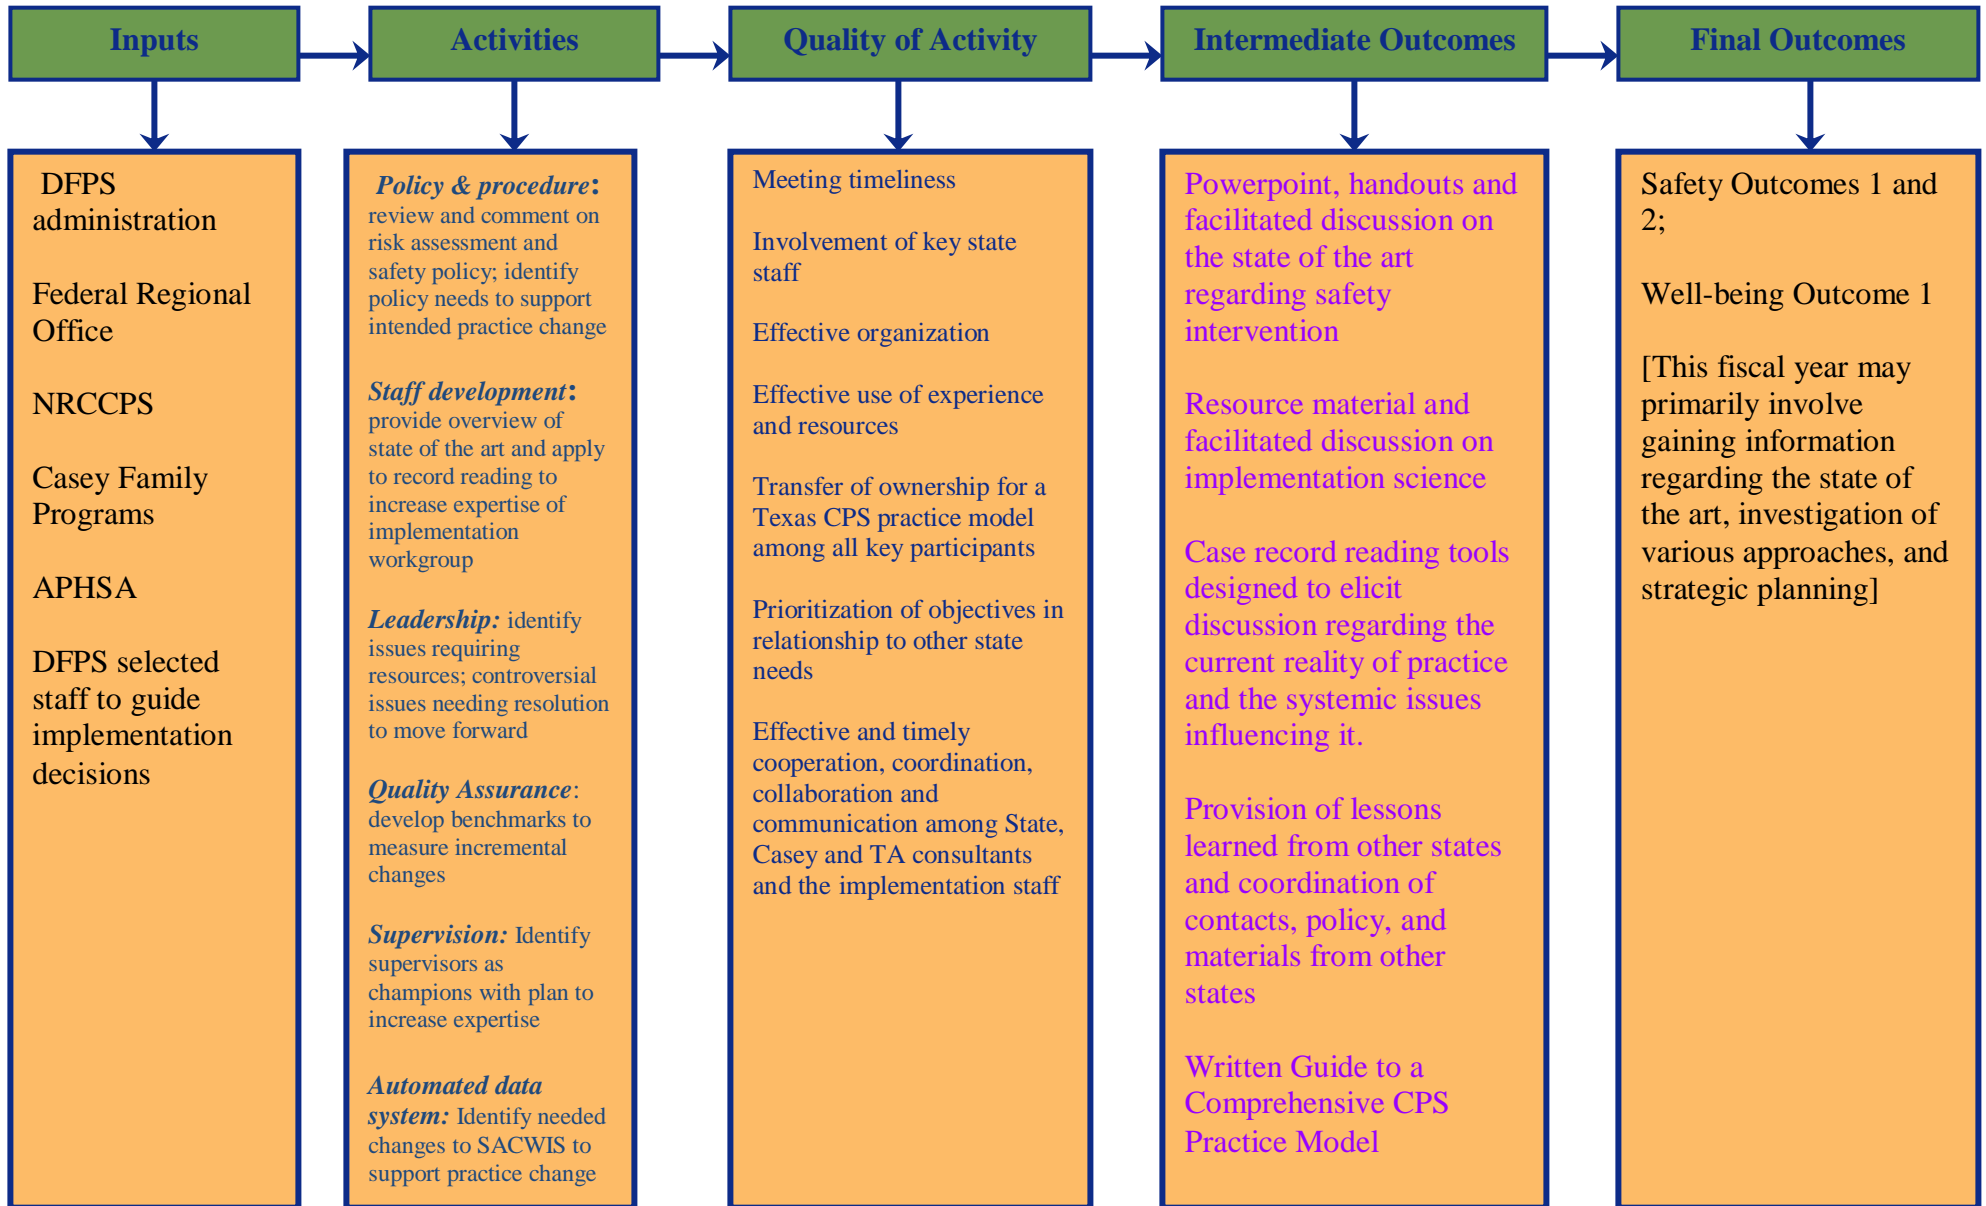 Inputs
Activities
Quality of Activity
Intermediate Outcomes
Final Outcomes
DFPS
administration
Federal Regional
Office
NRCCPS
Casey Family
Programs
APHSA
DFPS selected
staff to guide
implementation
decisions
Policy & procedure:
review and comment on
risk assessment and
safety policy; identify
policy needs to support
intended practice change
Staff development:
provide overview of
state of the art and apply
to record reading to
increase expertise of
implementation
workgroup
Leadership: identify
issues requiring
resources; controversial
issues needing resolution
to move forward
Quality Assurance:
develop benchmarks to
measure incremental
changes
Supervision: Identify
supervisors as
champions with plan to
increase expertise
Automated data
system: Identify needed
changes to SACWIS to
support practice change
Meeting timeliness
Involvement of key state
staff
Effective organization
Effective use of experience
and resources
Transfer of ownership for a
Texas CPS practice model
among all key participants
Prioritization of objectives in
relationship to other state
needs
Effective and timely
cooperation, coordination,
collaboration and
communication among State,
Casey and TA consultants
and the implementation staff
Powerpoint, handouts and
facilitated discussion on
the state of the art
regarding safety
intervention
Resource material and
facilitated discussion on
implementation science
Case record reading tools
designed to elicit
discussion regarding the
current reality of practice
and the systemic issues
influencing it.
Provision of lessons
learned from other states
and coordination of
contacts, policy, and
materials from other
states
Written Guide to a
Comprehensive CPS
Practice Model
Safety Outcomes 1 and
2;
Well-being Outcome 1
[This fiscal year may
primarily involve
gaining information
regarding the state of
the art, investigation of
various approaches, and
strategic planning]